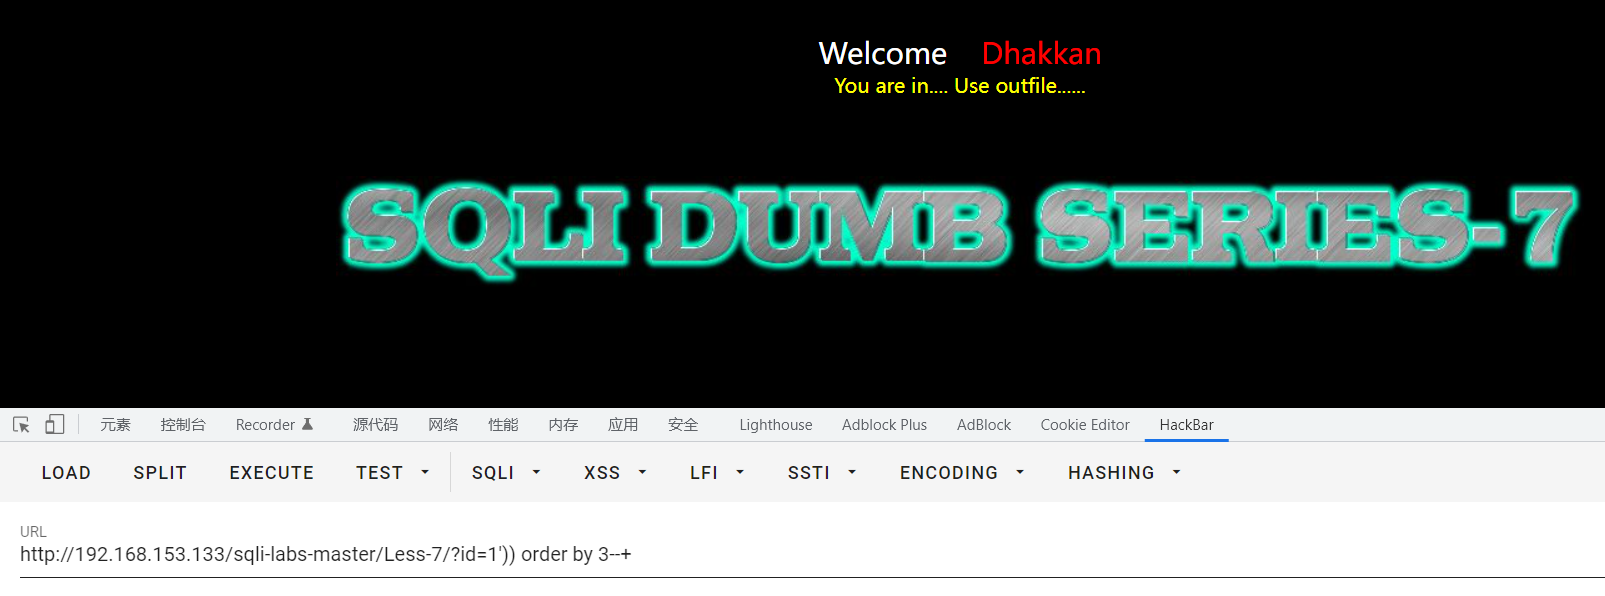 Welcome Dhakkan
You are in.... Use outfile......
SQLI DUMB SERIES-7
元素 控制台 Recorder 源代码 网络 性能 内存 应用 安全 Lighthouse Adblock Plus AdBlock Cookie Editor HackBar
LOAD SPLIT EXECUTE TEST SQLI XSS LFI SSTI ENCODING HASHING
URL
http://192.168.153.133/sqli-labs-master/Less-7/?id=1')) order by 3--+